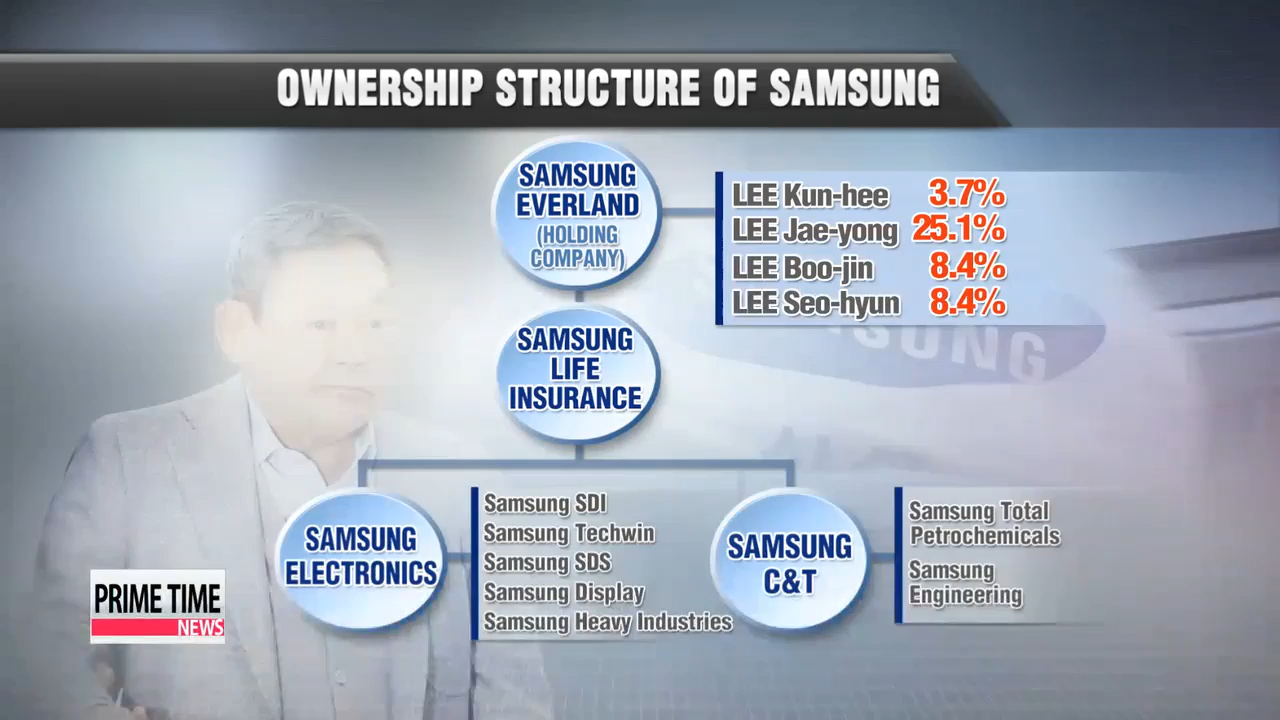 OWNERSHIP STRUCTURE OF SAMSUNG
SAMSUNG
EVERLAND
(HOLDING
COMPANY)
LEE Kun-hee 3.7%
LEE Jae-yong 25.1%
LEE Boo-jin 8.4%
LEE Seo-hyun 8.4%
SUNG
SAMSUNG
LIFE
INSURANCE
SAMSUNG
ELECTRONICS
Samsung SDI
Samsung Techwin
Samsung SDS
Samsung Display
Samsung Heavy Industries
SAMSUNG
C&T
Samsung Total
Petrochemicals
Samsung
Engineering
PRIME TIME
NEWS